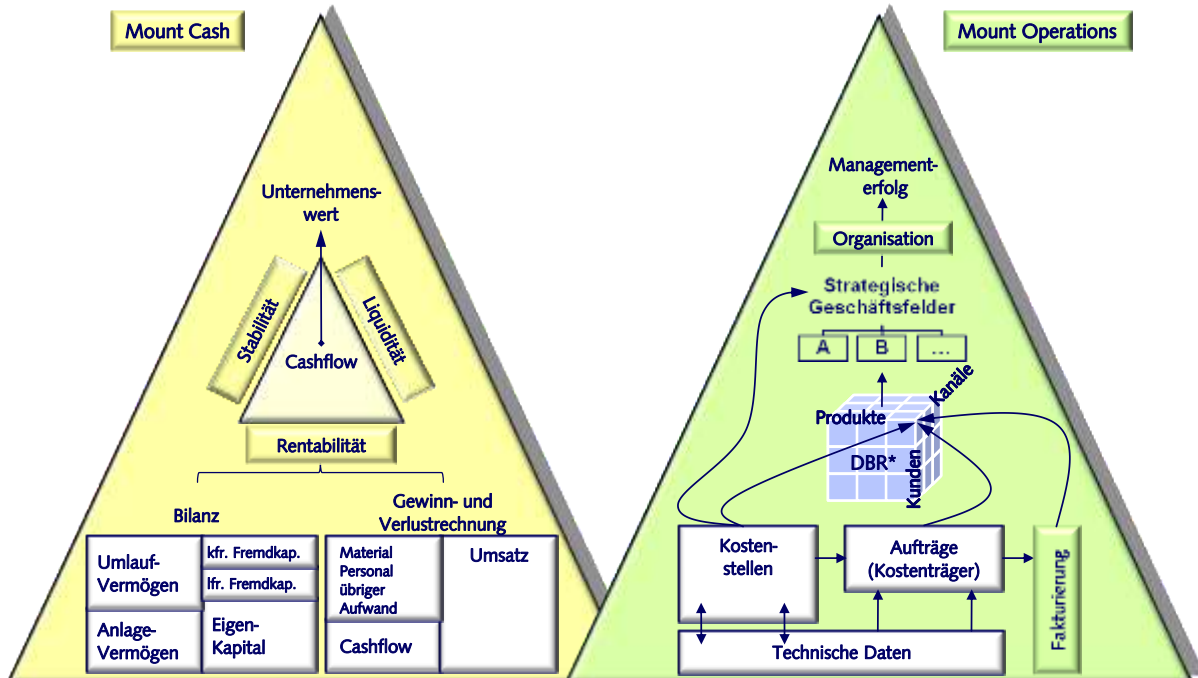 Mount Cash
Unternehmens-
wert
Stabilität
Liquidität
Cashflow
Rentabilität
Bilanz
Gewinn- und
Verlustrechnung
Umlauf-
Vermögen
kfr. Fremdkap.
lfr. Fremdkap.
Anlage-
Vermögen
Eigen-
Kapital
Material
Personal
übriger
Aufwand
Cashflow
Umsatz
Mount Operations
Management-
erfolg
Organisation
Strategische
Geschäftsfelder
A
B
...
Kanäle
Produkte
DBR*
Kunden
Kosten-
stellen
Aufträge
(Kostenträger)
Fakturierung
Technische Daten